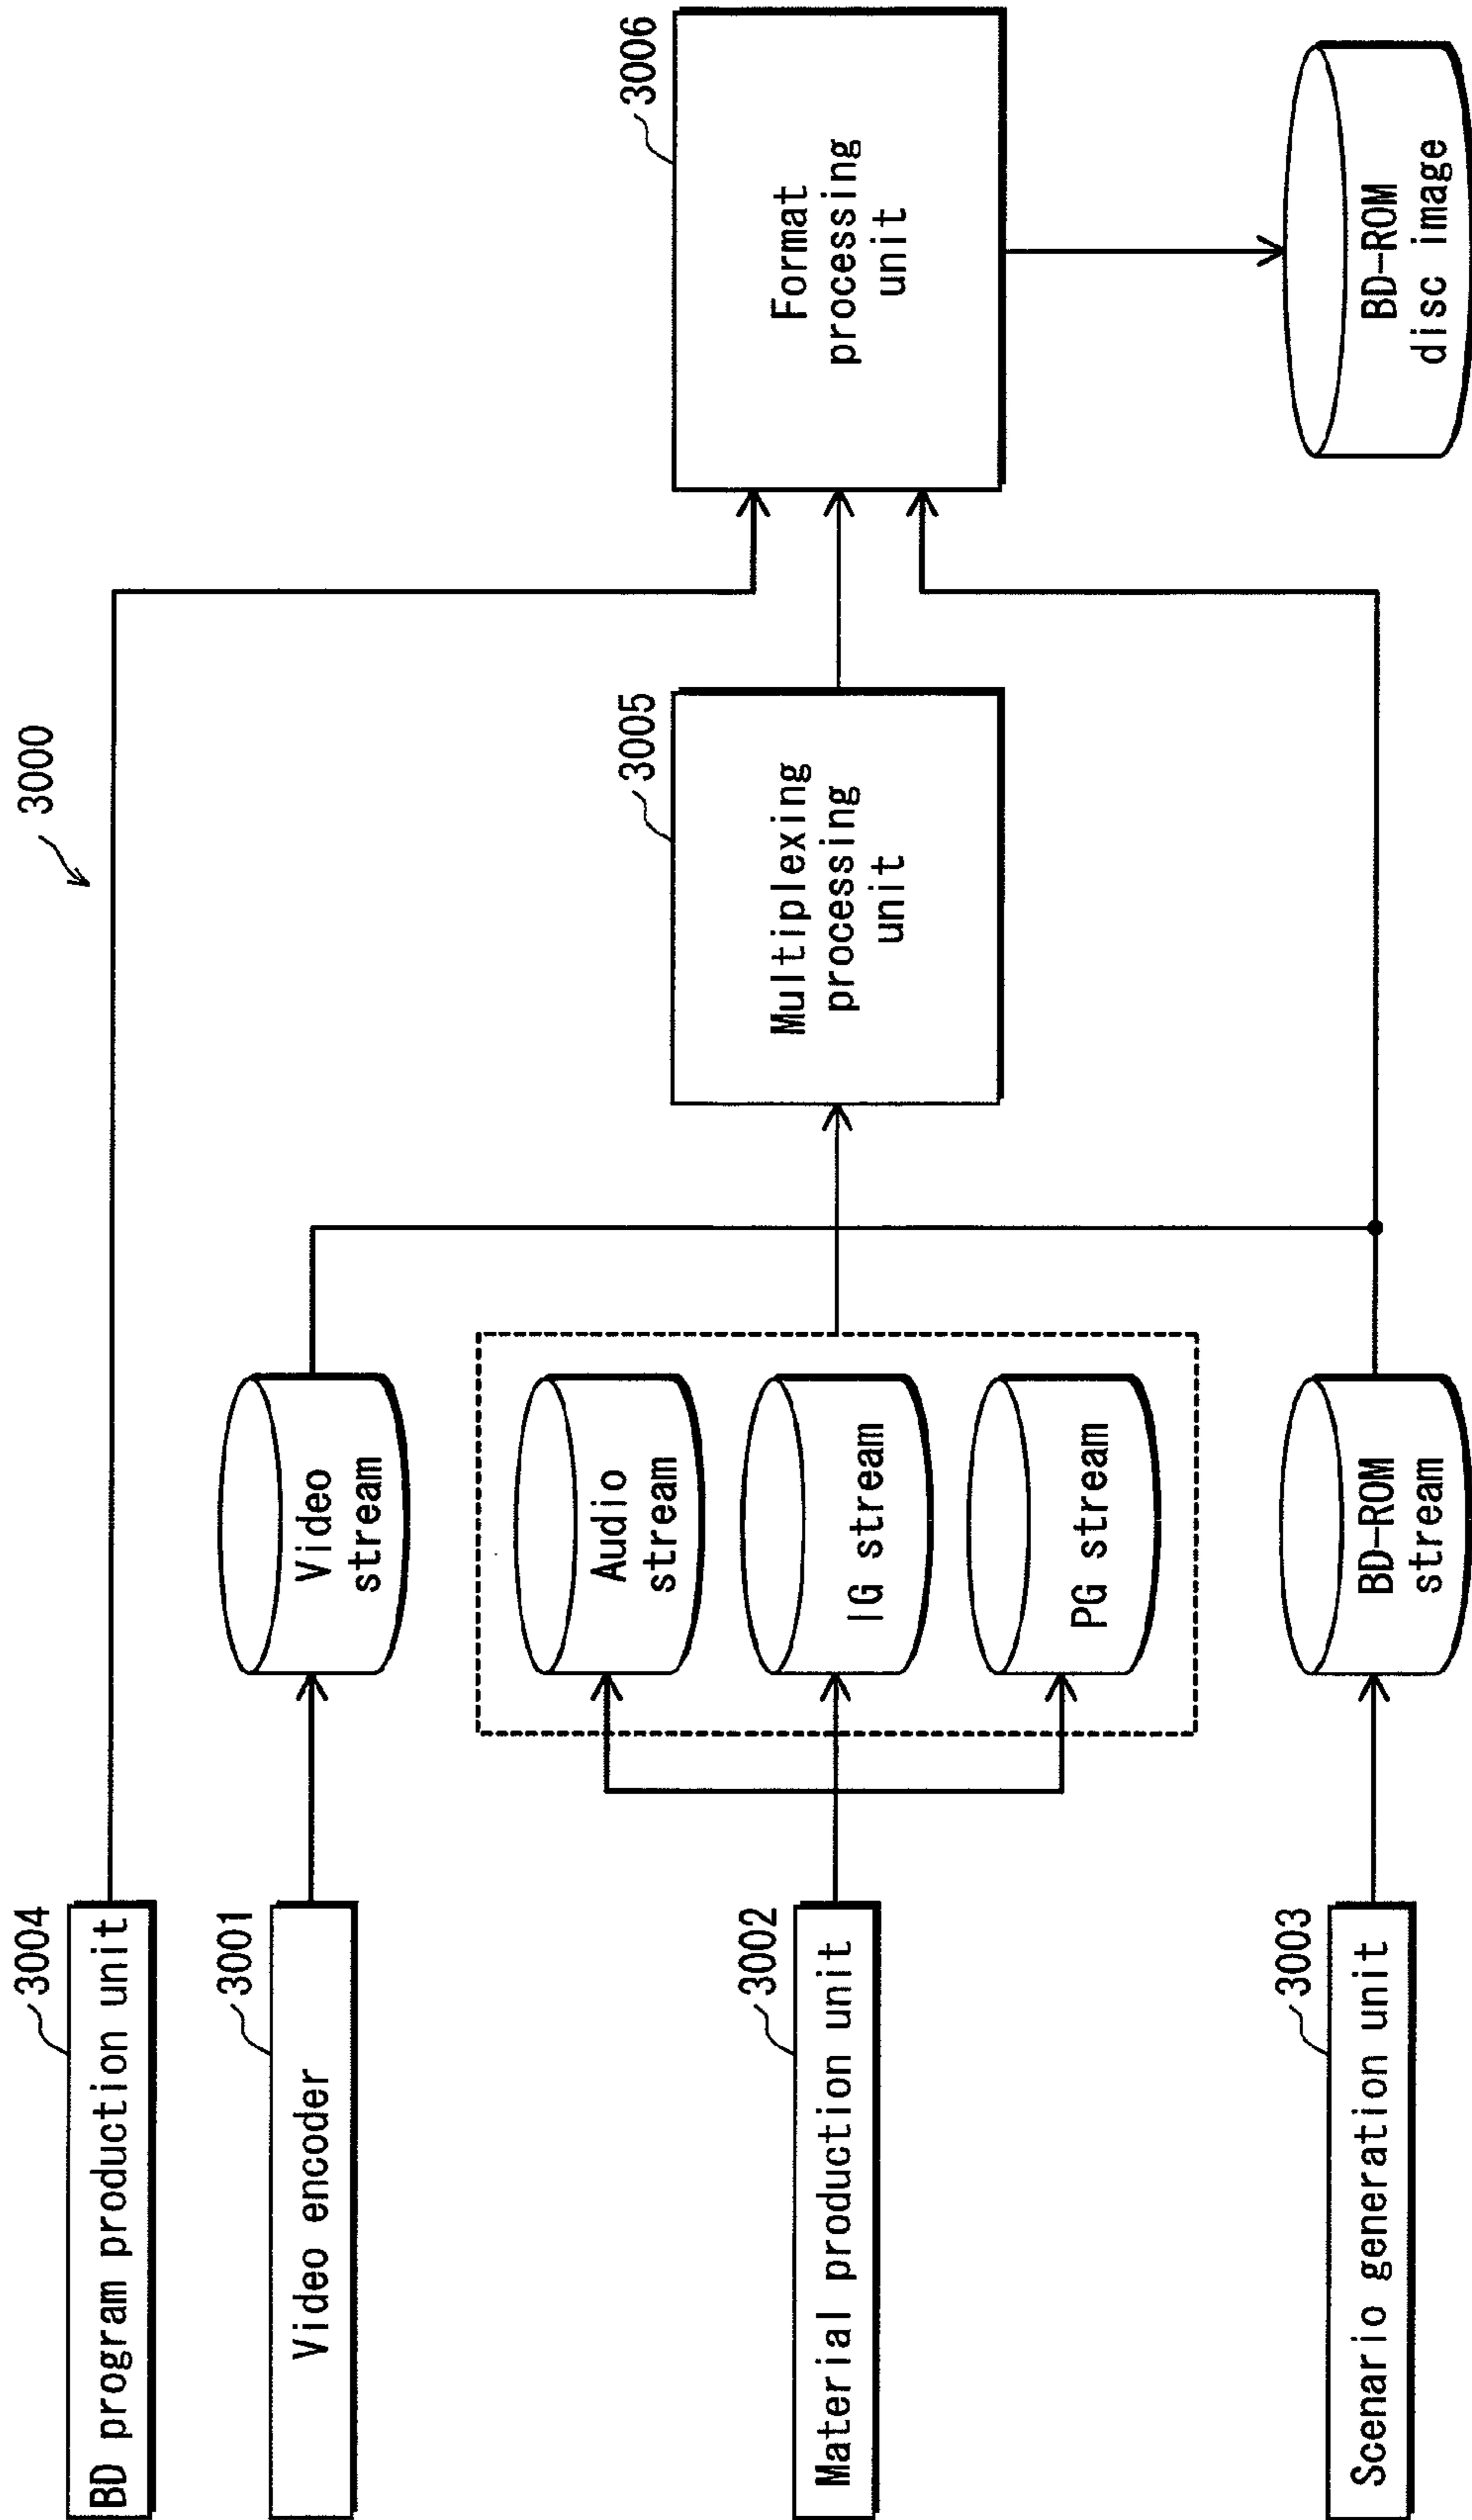 3000
3004
BD program production unit
3001
Video encoder
Video
stream
3002
Material production unit
Audio
stream
IG stream
PG stream
3003
Scenario generation unit
BD-ROM
stream
3005
Multiplexing
processing
unit
3006
Format
processing
unit
BD-ROM
disc image